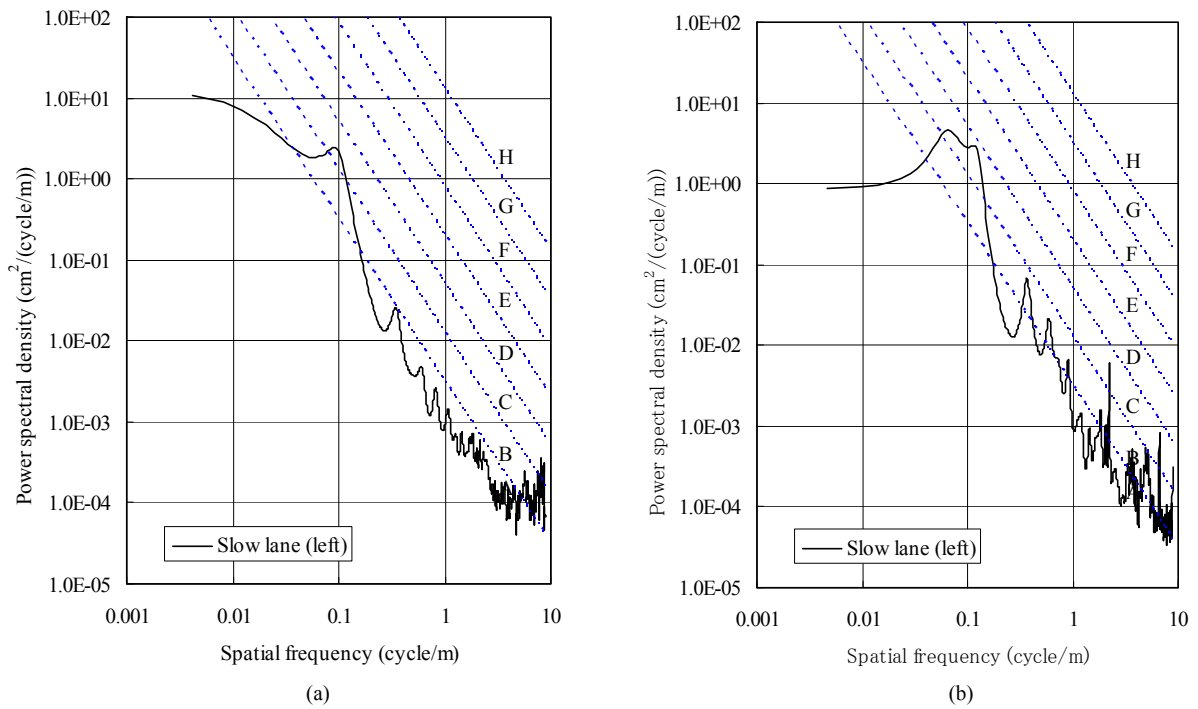 1.0E+02
1.0E+01
1.0E+00
1.0E-01
1.0E-02
1.0E-03
1.0E-04
1.0E-05
Power spectral density (cm²/(cycle/m))
H
G
F
E
D
C
B
Slow lane (left)
0.001 0.01 0.1 1 10
Spatial frequency (cycle/m)
(a)
1.0E+02
1.0E+01
1.0E+00
1.0E-01
1.0E-02
1.0E-03
1.0E-04
1.0E-05
Power spectral density (cm²/(cycle/m))
H
G
F
E
D
C
B
Slow lane (left)
0.001 0.01 0.1 1 10
Spatial frequency (cycle/m)
(b)